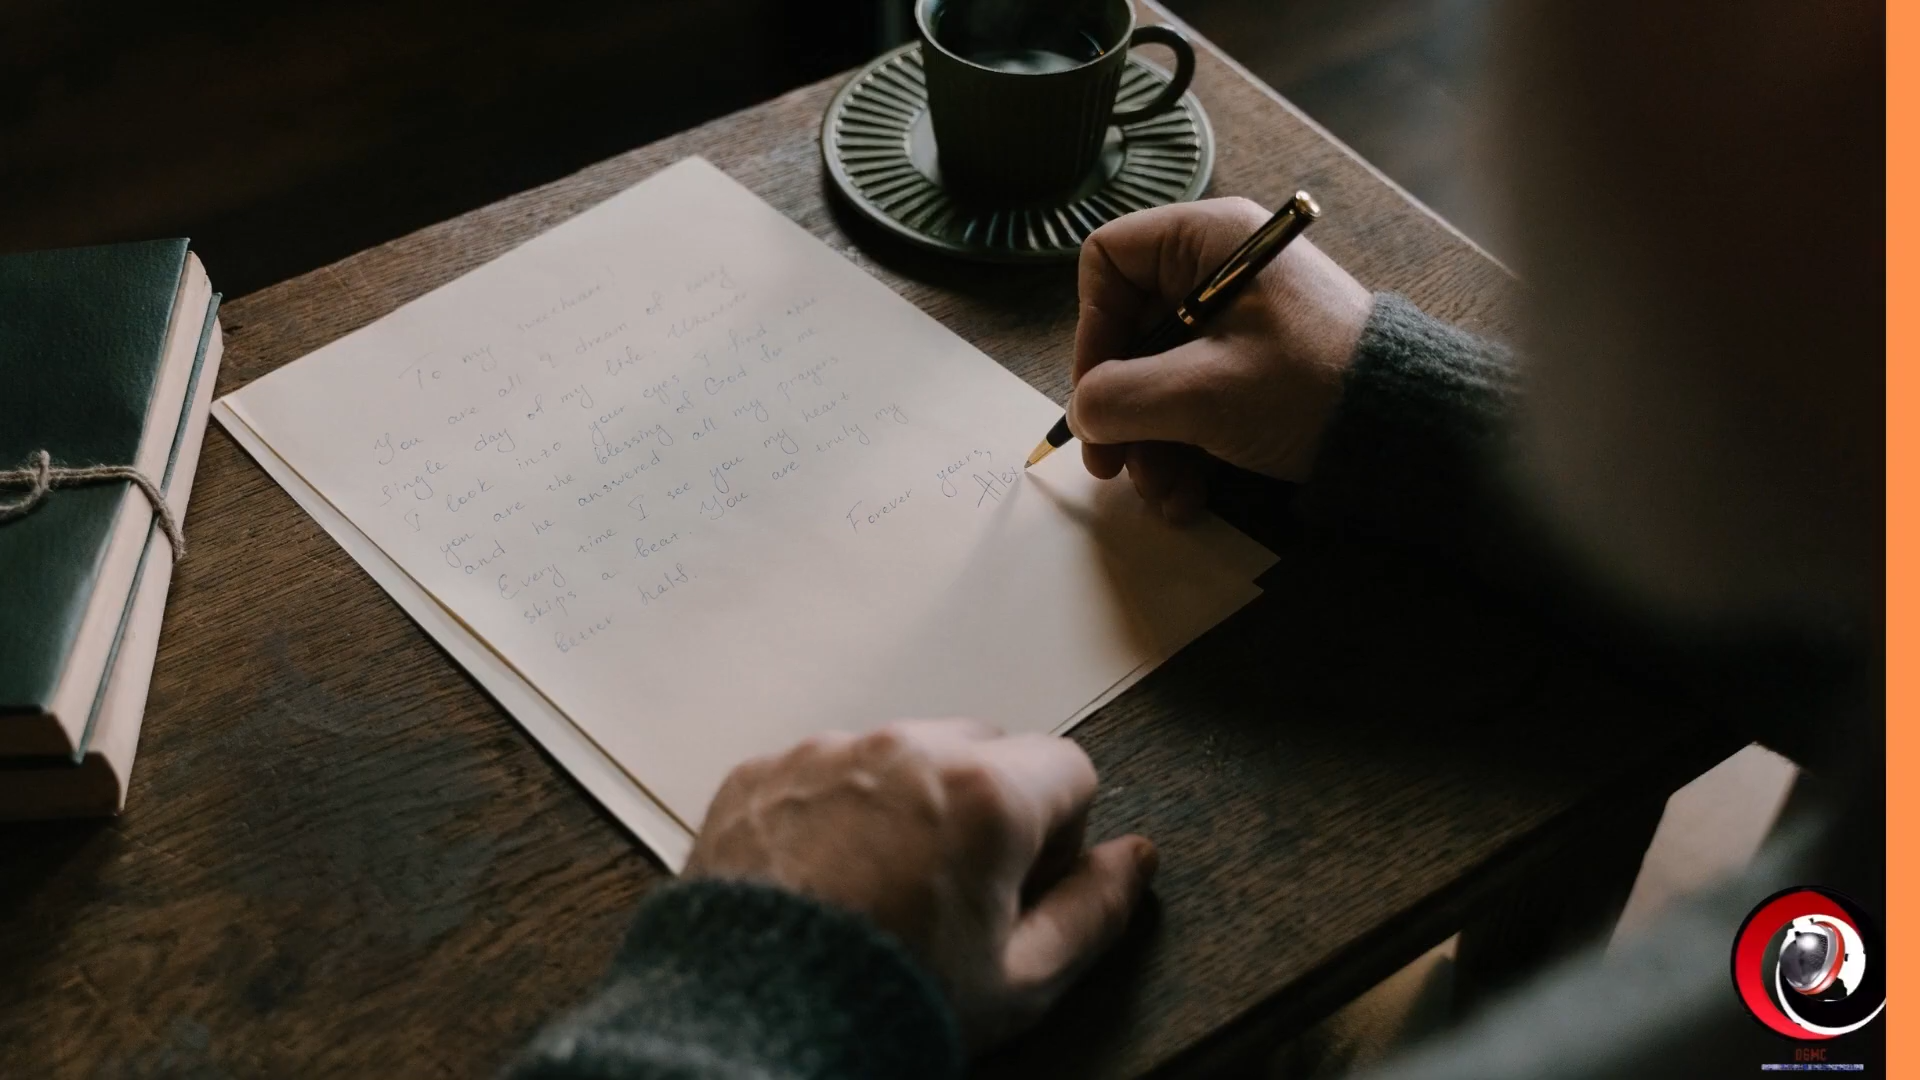 To my sweetheart!
You are all I dream of every
single day of my life. Whenever
I look into your eyes I find
you are the blessing of God for me
and he answered all my prayers.
Every time I see you my heart
skips a beat. You are truly my
better half.
Forever yours,
Alex
DGMC